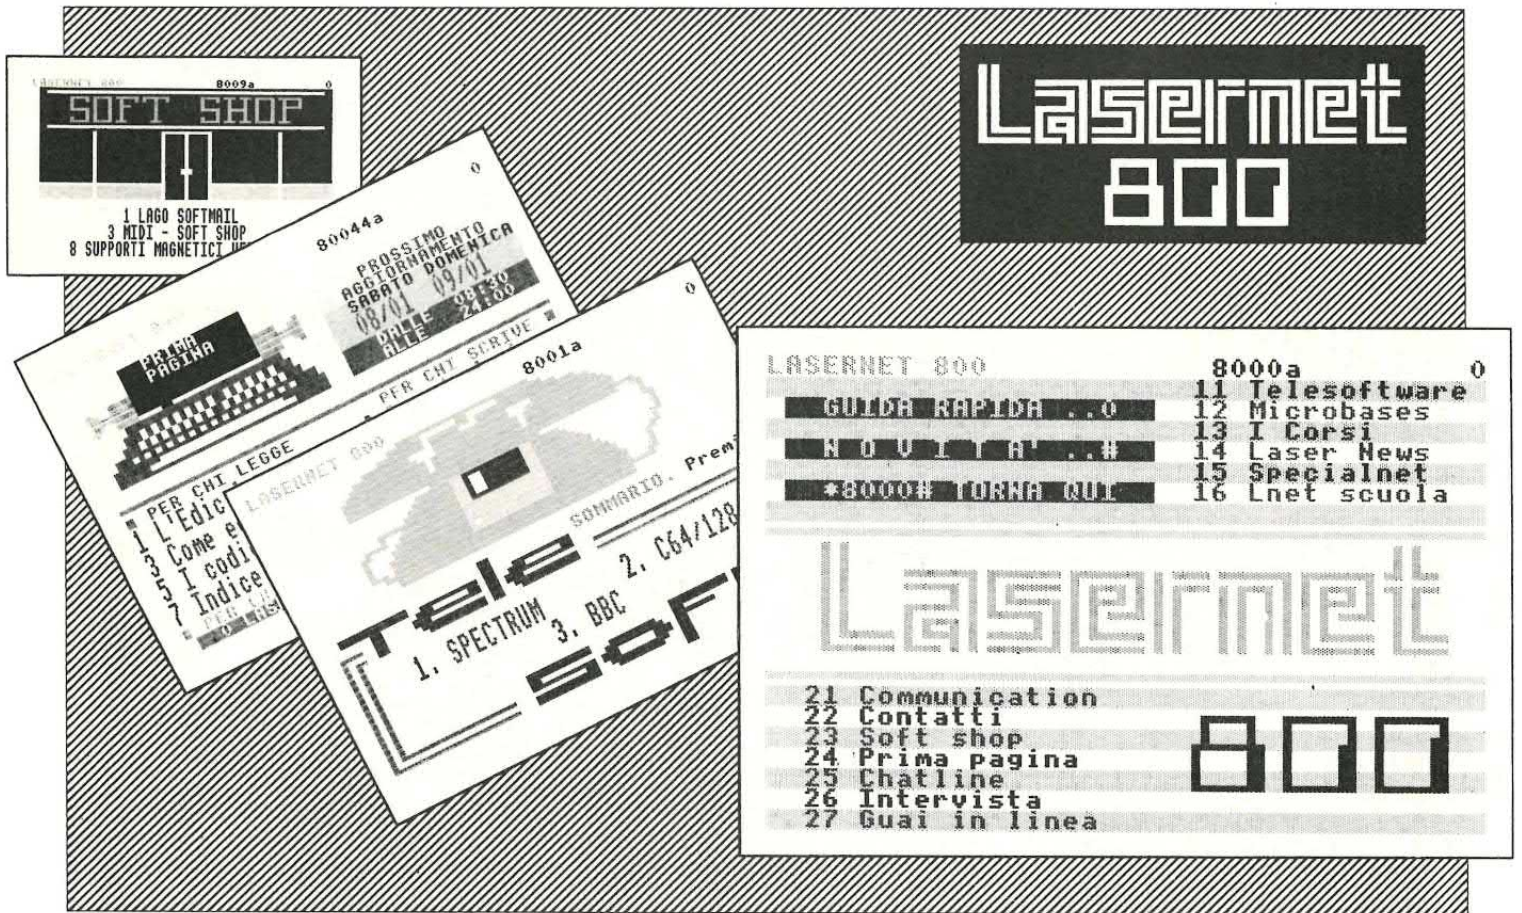 LASERNET 800 8009a 0
SOFT SHOP
1 LAGO SOFTMAIL
3 MIDI - SOFT SHOP
8 SUPPORTI MAGNETICI
80044a 0
PRIMA
PAGINA
PROSSIMO
AGGIORNAMENTO
SABATO DOMENICA
08/01 09/01
DALLE 08:30
ALLE 24:00
PER CHI LEGGE
PER CHI SCRIVE
1 L'Edic
3 Come e
5 I codi
7 Indice
LASERNET 800 8001a 0
Tele
SOMMARIO. Prem
1. SPECTRUM 2. C64/128
3. BBC
SOF
Lasernet
800
LASERNET 800 8000a 0
GUIDA RAPIDA ..0
N O V I T A' ..#
*8000# TORNA QUI
11 Telesoftware
12 Microbases
13 I Corsi
14 Laser News
15 Specialnet
16 Lnet scuola
Lasernet
800
21 Communication
22 Contatti
23 Soft shop
24 Prima pagina
25 Chatline
26 Intervista
27 Guai in linea